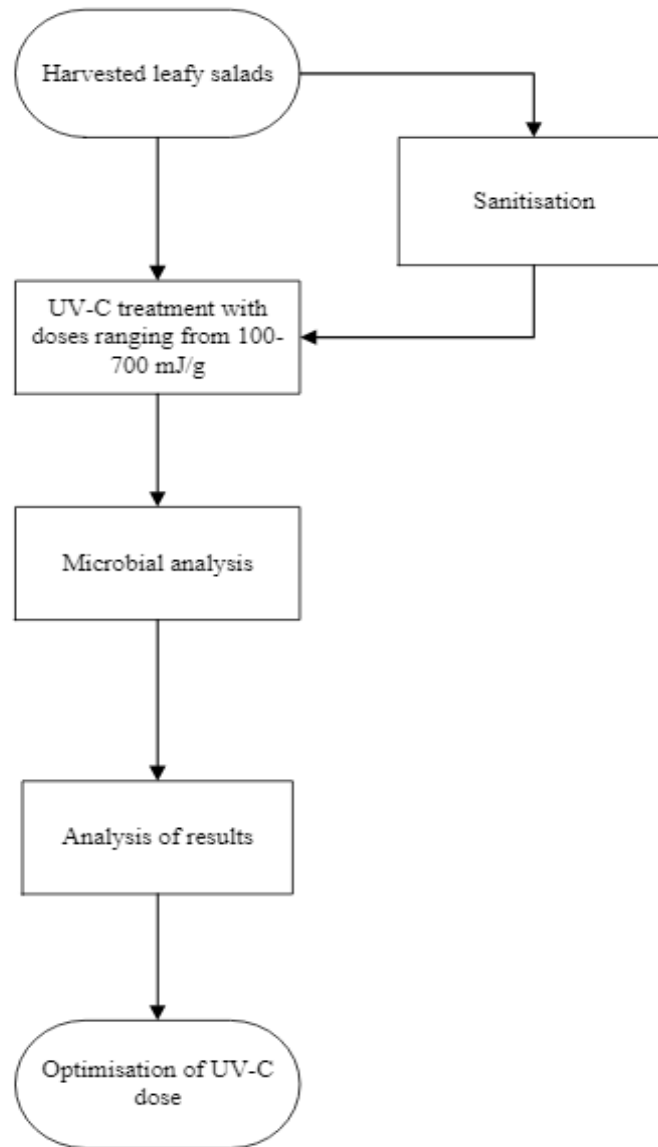 Harvested leafy salads
Sanitisation
UV-C treatment with
doses ranging from 100-
700 mJ/g
Microbial analysis
Analysis of results
Optimisation of UV-C
dose